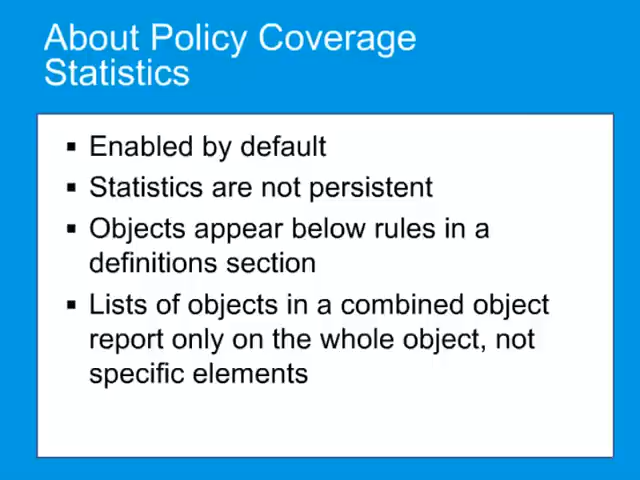 About Policy Coverage
Statistics
▪ Enabled by default
▪ Statistics are not persistent
▪ Objects appear below rules in a
definitions section
▪ Lists of objects in a combined object
report only on the whole object, not
specific elements